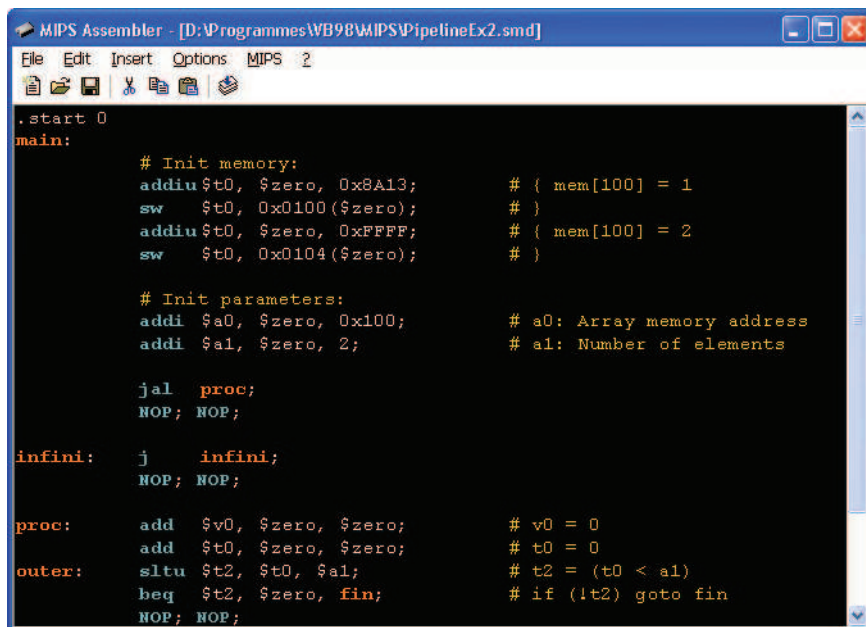 MIPS Assembler - [D:\Programmes\VB98\MIPS\PipelineEx2.smd]
File Edit Insert Options MIPS ?
.start 0
main:
# Init memory:
addiu $t0, $zero, 0x8A13; # { mem[100] = 1
sw $t0, 0x0100($zero); # }
addiu $t0, $zero, 0xFFFF; # { mem[100] = 2
sw $t0, 0x0104($zero); # }
# Init parameters:
addi $a0, $zero, 0x100; # a0: Array memory address
addi $a1, $zero, 2; # a1: Number of elements
jal proc;
NOP; NOP;
infini: j infini;
NOP; NOP;
proc: add $v0, $zero, $zero; # v0 = 0
add $t0, $zero, $zero; # t0 = 0
outer: sltu $t2, $t0, $a1; # t2 = (t0 < a1)
beq $t2, $zero, fin; # if (!t2) goto fin
NOP; NOP;